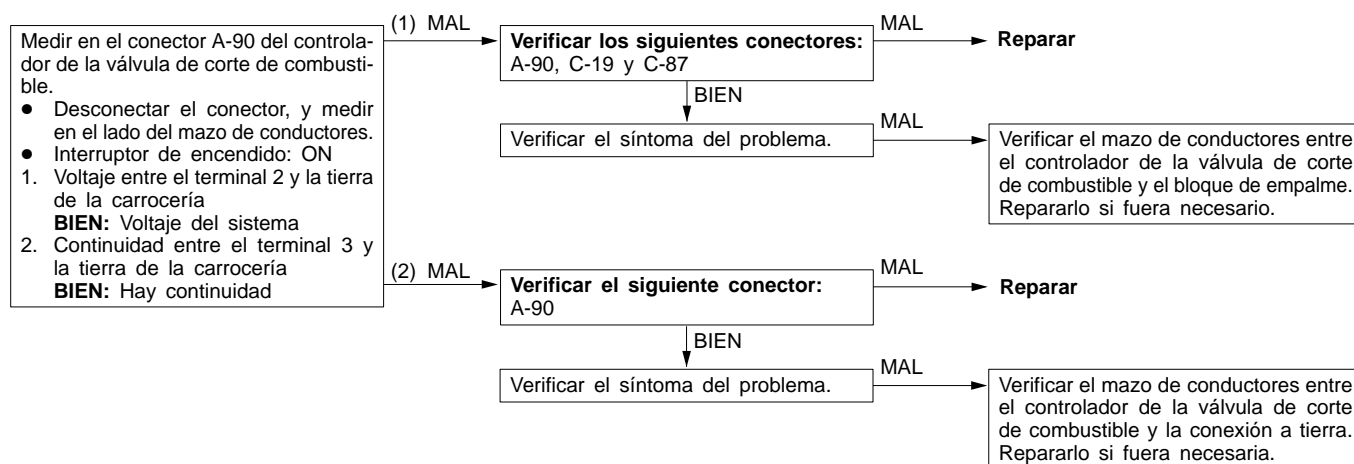 Medir en el conector A-90 del controla-
dor de la válvula de corte de combusti-
ble.
● Desconectar el conector, y medir
en el lado del mazo de conductores.
● Interruptor de encendido: ON
1. Voltaje entre el terminal 2 y la tierra
de la carrocería
BIEN: Voltaje del sistema
2. Continuidad entre el terminal 3 y
la tierra de la carrocería
BIEN: Hay continuidad
(1) MAL
Verificar los siguientes conectores:
A-90, C-19 y C-87
MAL
Reparar
BIEN
Verificar el síntoma del problema.
MAL
Verificar el mazo de conductores entre
el controlador de la válvula de corte
de combustible y el bloque de empalme.
Repararlo si fuera necesario.
(2) MAL
Verificar el siguiente conector:
A-90
MAL
Reparar
BIEN
Verificar el síntoma del problema.
MAL
Verificar el mazo de conductores entre
el controlador de la válvula de corte
de combustible y la conexión a tierra.
Repararlo si fuera necesaria.